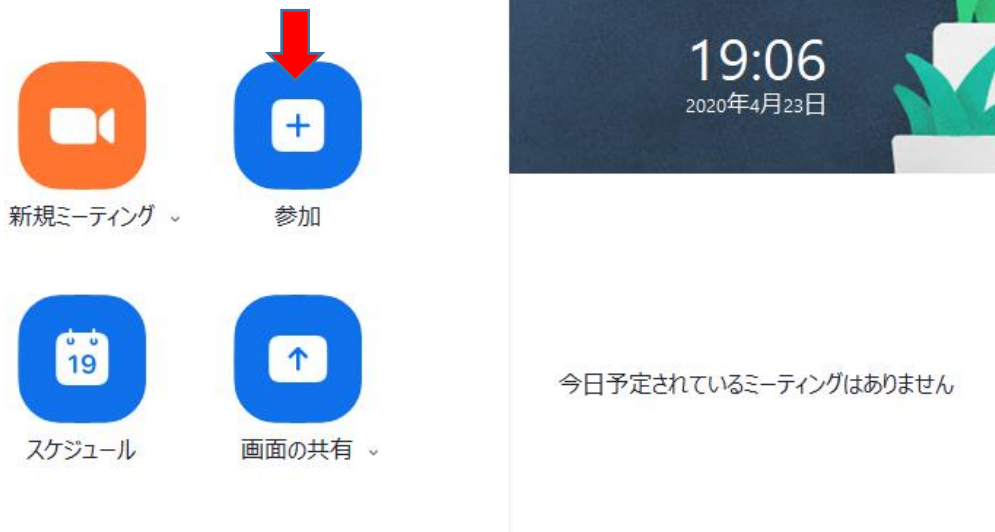 新規ミーティング
参加
19
スケジュール
画面の共有
19:06
2020年4月23日
今日予定されているミーティングはありません